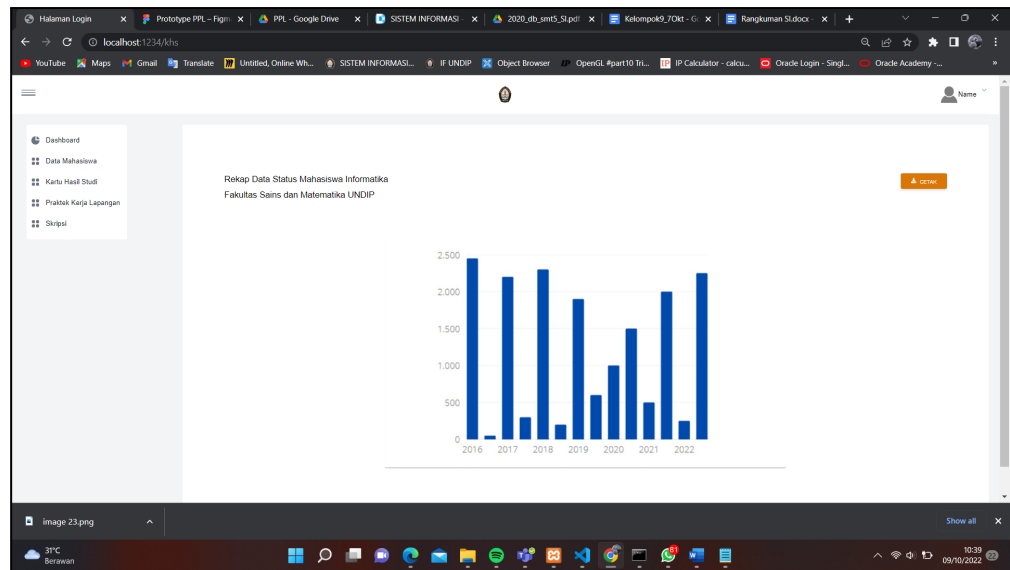 Halaman Login
Prototype PPL – Figm
PPL - Google Drive
SISTEM INFORMASI -
2020_db_smt5_SI.pdf
Kelompok9_7Okt - Go
Rangkuman SI.docx -
localhost:1234/khs
YouTube
Maps
Gmail
Translate
Untitled, Online Wh...
SISTEM INFORMASI...
IF UNDIP
Object Browser
OpenGL #part10 Tri...
IP Calculator - calcu...
Oracle Login - Singl...
Oracle Academy -...
Name
Dashboard
Data Mahasiswa
Kartu Hasil Studi
Praktek Kerja Lapangan
Skripsi
Rekap Data Status Mahasiswa Informatika
Fakultas Sains dan Matematika UNDIP
CETAK
2.500
2.000
1.500
1.000
500
0
2016 2017 2018 2019 2020 2021 2022
image 23.png
Show all
31°C
Berawan
81
10:39
09/10/2022
22